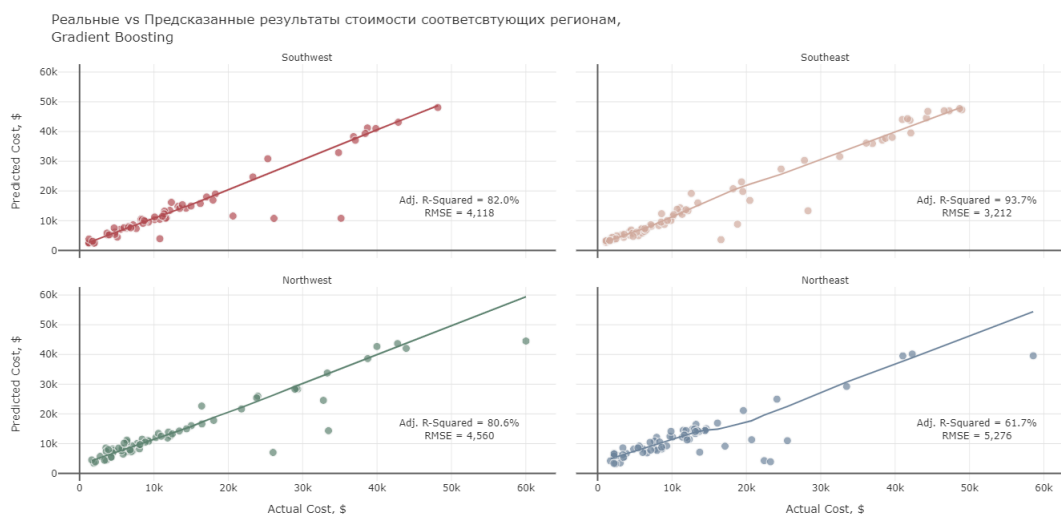 Реальные vs Предсказанные результаты стоимости соответсвтующих регионам,
Gradient Boosting
Southwest
Southeast
60k
50k
40k
30k
20k
10k
0
Predicted Cost, $
Adj. R-Squared = 82.0%
RMSE = 4,118
Adj. R-Squared = 93.7%
RMSE = 3,212
Northwest
Northeast
60k
50k
40k
30k
20k
10k
0
Predicted Cost, $
Adj. R-Squared = 80.6%
RMSE = 4,560
Adj. R-Squared = 61.7%
RMSE = 5,276
0 10k 20k 30k 40k 50k 60k
0 10k 20k 30k 40k 50k 60k
Actual Cost, $
Actual Cost, $